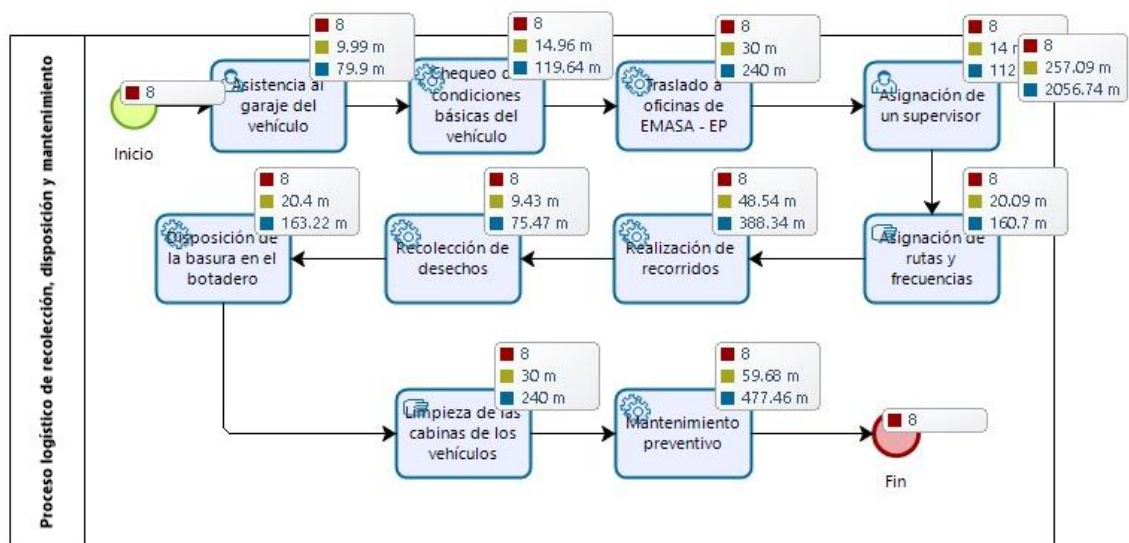 Proceso logístico de recolección, disposición y mantenimiento
8
Inicio
8
9.99 m
79.9 m
Asistencia al
garaje del
vehículo
8
14.96 m
119.64 m
Chequeo
condiciones
básicas del
vehículo
8
30 m
240 m
Traslado a
oficinas de
EMASA - EP
8
14
112
Asignación de
un supervisor
8
257.09 m
2056.74 m
8
20.09 m
160.7 m
Asignación de
rutas y
frecuencias
8
48.54 m
388.34 m
Realización de
recorridos
8
9.43 m
75.47 m
Recolección de
desechos
8
20.4 m
163.22 m
Disposición de
la basura en el
botadero
8
30 m
240 m
Limpieza de las
cabinas de los
vehículos
8
59.68 m
477.46 m
Mantenimiento
preventivo
8
Fin